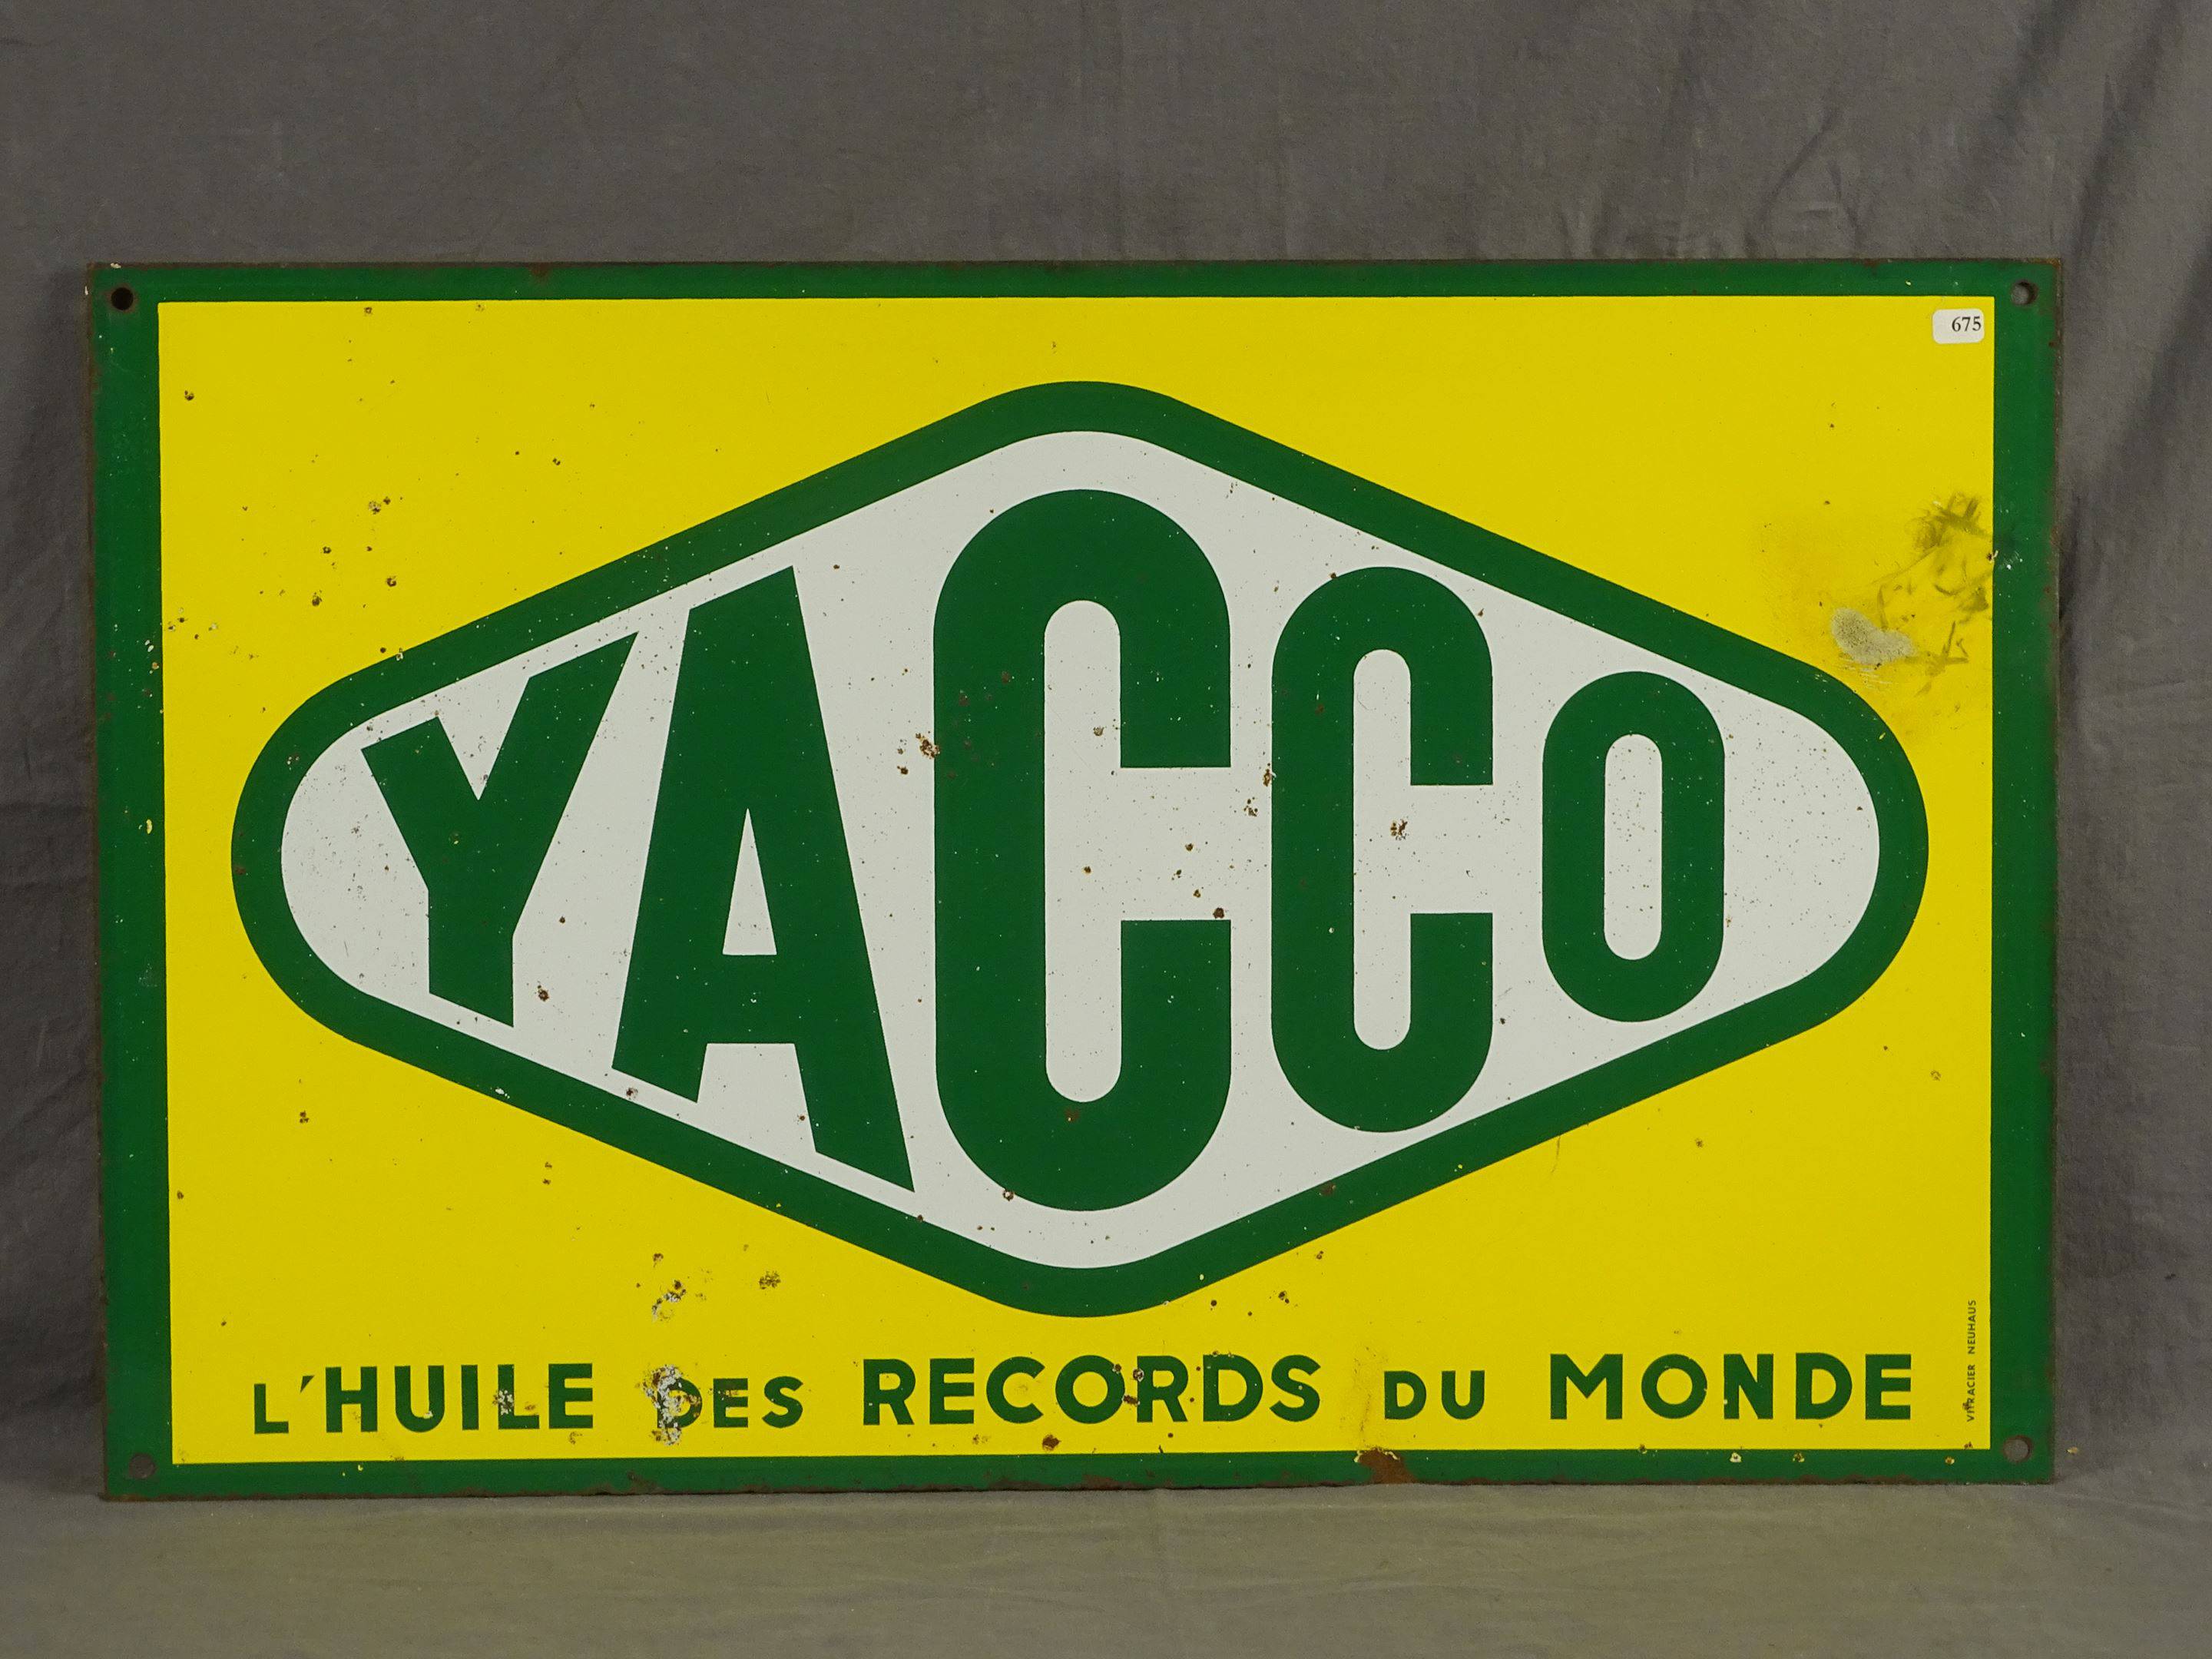 675
YACCO
L'HUILE DES RECORDS DU MONDE
VITRACIER NEUHAUS